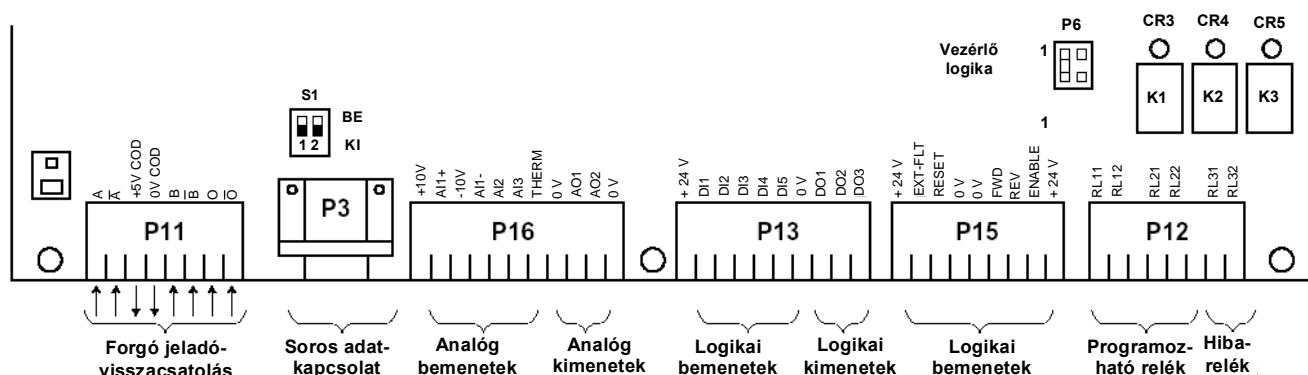 P6
CR3 CR4 CR5
Vezérlő
logika
1
1
K1 K2 K3
S1
BE
KI
1 2
A
A̅
+5V COD
0V COD
B
B̅
O
O̅
+10V
AI1+
-10V
AI1-
AI2
AI3
THERM
0 V
AO1
AO2
0 V
+ 24 V
DI1
DI2
DI3
DI4
DI5
0 V
DO1
DO2
DO3
+ 24 V
EXT-FLT
RESET
0 V
0 V
FWD
REV
ENABLE
+ 24 V
RL11
RL12
RL21
RL22
RL31
RL32
P11 P3 P16 P13 P15 P12
Forgó jeladó-
visszacsatolás
Soros adat-
kapcsolat
Analóg
bemenetek
Analóg
kimenetek
Logikai
bemenetek
Logikai
kimenetek
Logikai
bemenetek
Programoz-
ható relék
Hiba-
relék